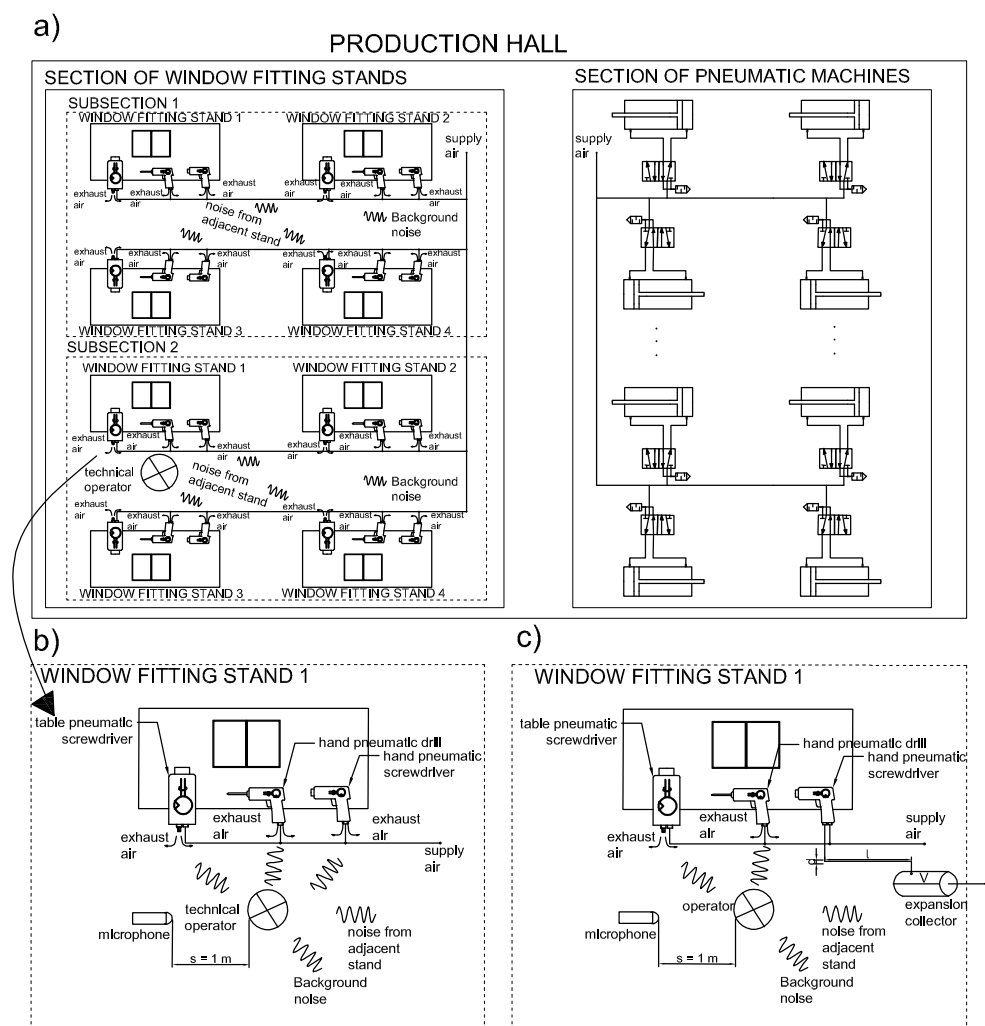 a)
PRODUCTION HALL
SECTION OF WINDOW FITTING STANDS
SUBSECTION 1
WINDOW FITTING STAND 1
WINDOW FITTING STAND 2
supply
air
exhaust
air
exhaust
air
exhaust
air
exhaust
air
exhaust
air
exhaust
air
noise from
adjacent stand
Background
noise
exhaust
air
exhaust
air
exhaust
air
exhaust
air
exhaust
air
exhaust
air
WINDOW FITTING STAND 3
WINDOW FITTING STAND 4
SUBSECTION 2
WINDOW FITTING STAND 1
WINDOW FITTING STAND 2
exhaust
air
exhaust
air
exhaust
air
exhaust
air
exhaust
air
exhaust
air
technical
operator
noise from
adjacent stand
Background
noise
exhaust
air
exhaust
air
exhaust
air
exhaust
air
exhaust
air
exhaust
air
WINDOW FITTING STAND 3
WINDOW FITTING STAND 4
SECTION OF PNEUMATIC MACHINES
supply
air
b)
WINDOW FITTING STAND 1
table pneumatic
screwdriver
hand pneumatic drill
hand pneumatic
screwdriver
exhaust
air
exhaust
air
exhaust
air
supply
air
technical
operator
microphone
s = 1 m
noise from
adjacent
stand
Background
noise
c)
WINDOW FITTING STAND 1
table pneumatic
screwdriver
hand pneumatic drill
hand pneumatic
screwdriver
exhaust
air
exhaust
air
supply
air
d
l
V
expansion
collector
operator
microphone
s = 1 m
noise from
adjacent
stand
Background
noise